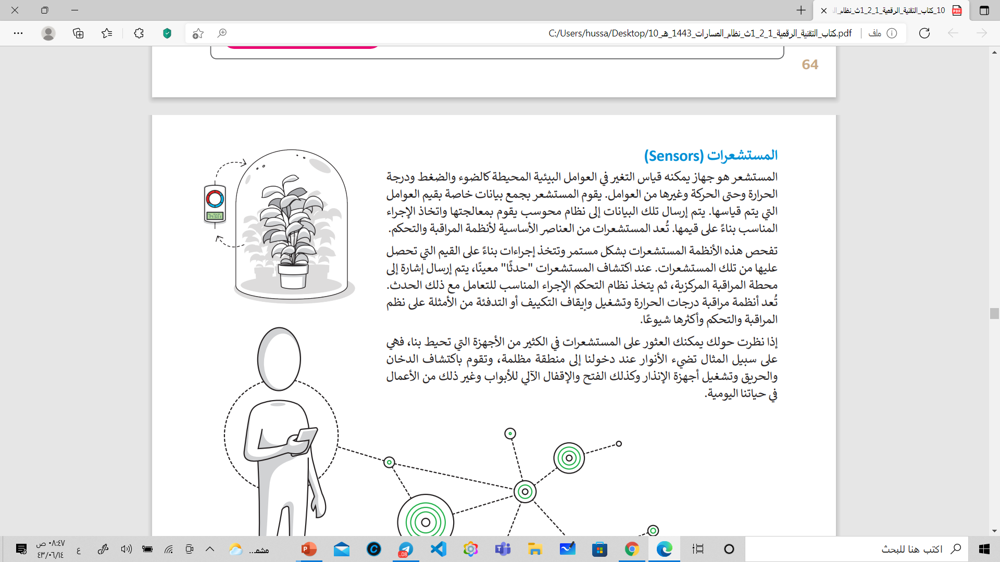 10_كتاب_التقنية_الرقمية_1_2_1ث_نظام_ال
ملف
C:/Users/hussa/Desktop/10_كتاب_التقنية_الرقمية_1_2_1ث_نظام_المسارات_1443_هـ.pdf
64
المستشعرات (Sensors)
المستشعر هو جهاز يمكنه قياس التغير في العوامل البيئية المحيطة كالضوء والضغط ودرجة
الحرارة وحتى الحركة وغيرها من العوامل. يقوم المستشعر بجمع بيانات خاصة بقيم العوامل
التي يتم قياسها. يتم إرسال تلك البيانات إلى نظام محوسب يقوم بمعالجتها واتخاذ الإجراء
المناسب بناءً على قيمها. تُعد المستشعرات من العناصر الأساسية لأنظمة المراقبة والتحكم.
تفحص هذه الأنظمة المستشعرات بشكل مستمر وتتخذ إجراءات بناءً على القيم التي تحصل
عليها من تلك المستشعرات. عند اكتشاف المستشعرات "حدثًا" معينًا، يتم إرسال إشارة إلى
محطة المراقبة المركزية، ثم يتخذ نظام التحكم الإجراء المناسب للتعامل مع ذلك الحدث.
تُعد أنظمة مراقبة درجات الحرارة وتشغيل وإيقاف التكييف أو التدفئة من الأمثلة على نظم
المراقبة والتحكم وأكثرها شيوعًا.
إذا نظرت حولك يمكنك العثور على المستشعرات في الكثير من الأجهزة التي تحيط بنا، فهي
على سبيل المثال تضيء الأنوار عند دخولنا إلى منطقة مظلمة، وتقوم باكتشاف الدخان
والحريق وتشغيل أجهزة الإنذار وكذلك الفتح والإقفال الآلي للأبواب وغير ذلك من الأعمال
في حياتنا اليومية.
اكتب هنا للبحث
مشم...
ع
٠٨:٤٧ ص
٤٣/٠٦/١٤